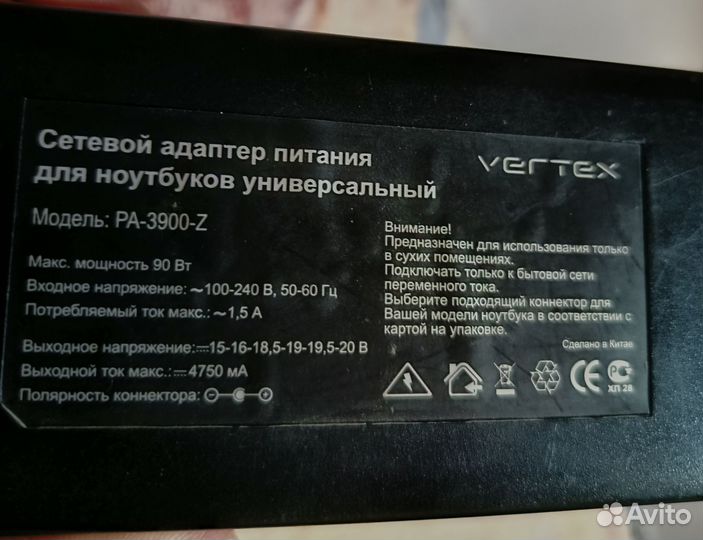 Сетевой адаптер питания
для ноутбуков универсальный
Модель: PA-3900-Z
Макс. мощность 90 Вт
Входное напряжение: ~100-240 В, 50-60 Гц
Потребляемый ток макс.: ~1,5 А
Выходное напряжение:⎓15-16-18,5-19-19,5-20 В
Выходной ток макс.:⎓4750 мА
Полярность коннектора:
vertex
Внимание!
Предназначен для использования только
в сухих помещениях.
Подключать только к бытовой сети
переменного тока.
Выберите подходящий коннектор для
Вашей модели ноутбука в соответствии с
картой на упаковке.
Сделано в Китае
CE
РСТ
ХП 28
Avito